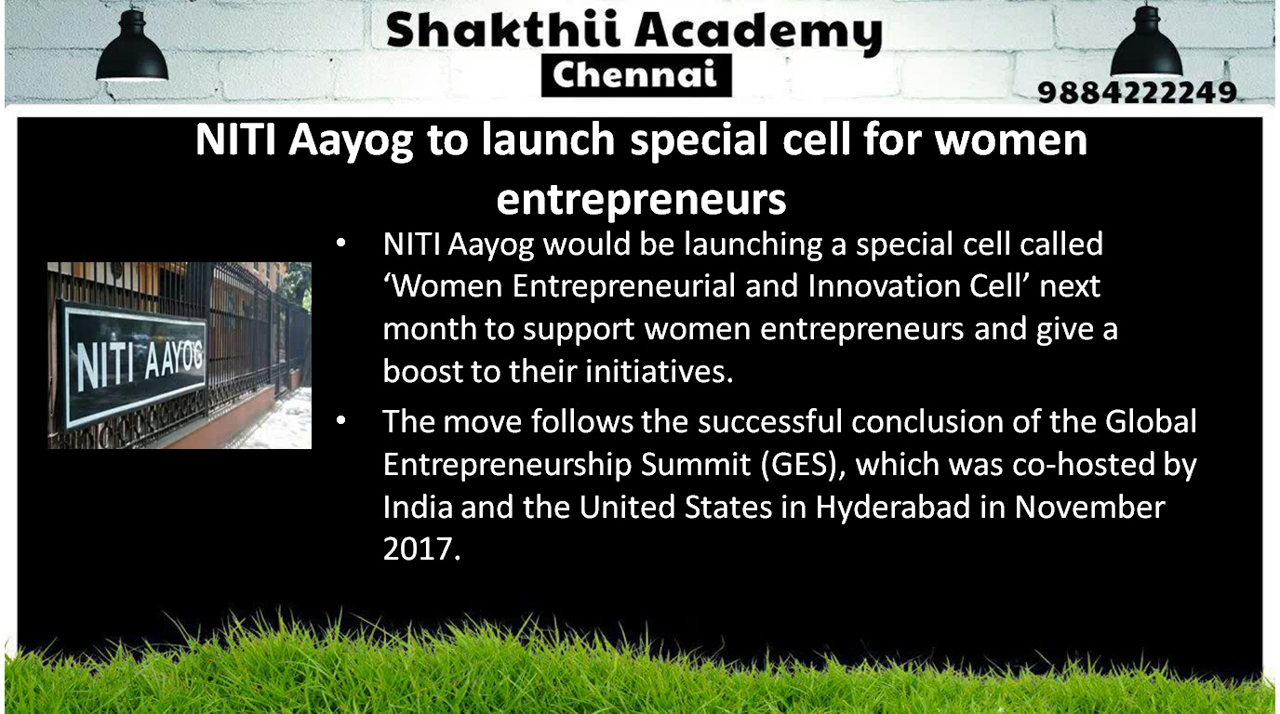 Shakthii Academy
Chennai
9884222249
NITI Aayog to launch special cell for women
entrepreneurs
• NITI Aayog would be launching a special cell called
‘Women Entrepreneurial and Innovation Cell’ next
month to support women entrepreneurs and give a
boost to their initiatives.
NITI AAYOG
• The move follows the successful conclusion of the Global
Entrepreneurship Summit (GES), which was co-hosted by
India and the United States in Hyderabad in November
2017.